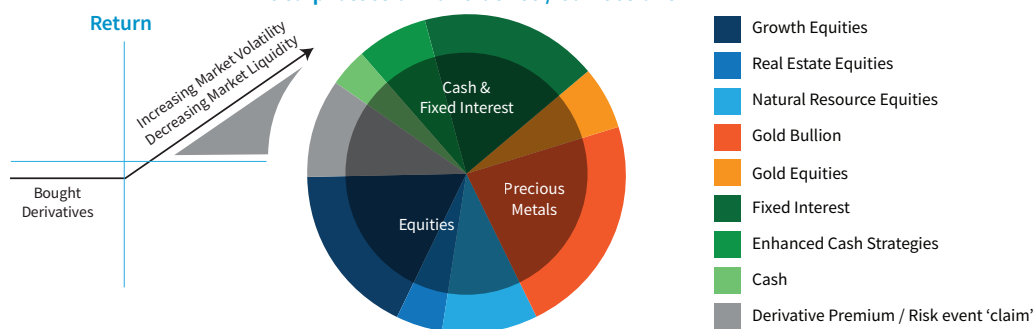 Return
Increasing Market Volatility
Decreasing Market Liquidity
Bought
Derivatives
Cash &
Fixed Interest
Precious
Metals
Equities
Growth Equities
Real Estate Equities
Natural Resource Equities
Gold Bullion
Gold Equities
Fixed Interest
Enhanced Cash Strategies
Cash
Derivative Premium / Risk event ‘claim’